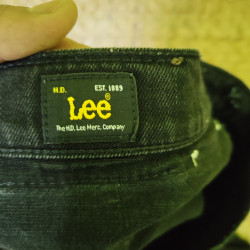 H.D. EST. 1889
Lee®
The H.D. Lee Merc. Company